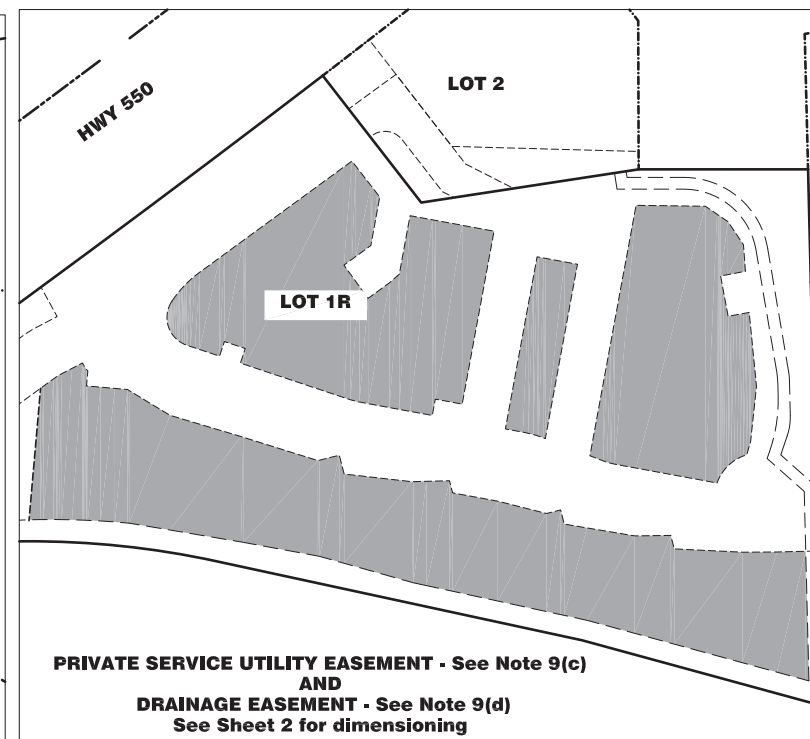 LOT 2
HWY 550
LOT 1R
PRIVATE SERVICE UTILITY EASEMENT - See Note 9(c)
AND
DRAINAGE EASEMENT - See Note 9(d)
See Sheet 2 for dimensioning